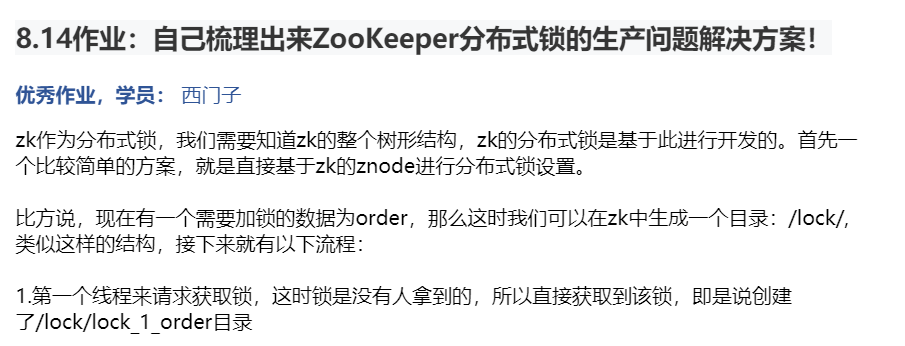 8.14作业：自己梳理出来ZooKeeper分布式锁的生产问题解决方案！
优秀作业，学员： 西门子
zk作为分布式锁，我们需要知道zk的整个树形结构，zk的分布式锁是基于此进行开发的。首先一
个比较简单的方案，就是直接基于zk的znode进行分布式锁设置。
比方说，现在有一个需要加锁的数据为order，那么这时我们可以在zk中生成一个目录：/lock/，
类似这样的结构，接下来就有以下流程：
1.第一个线程来请求获取锁，这时锁是没有人拿到的，所以直接获取到该锁，即是说创建
了/lock/lock_1_order目录